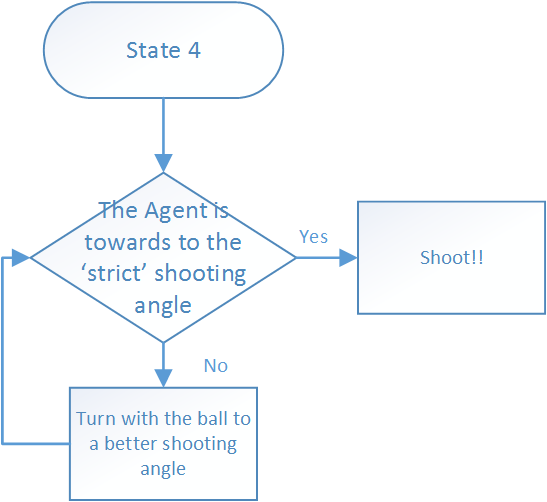 State 4
The Agent is
towards to the
‘strict’ shooting
angle
Yes
Shoot!!
No
Turn with the ball to
a better shooting
angle